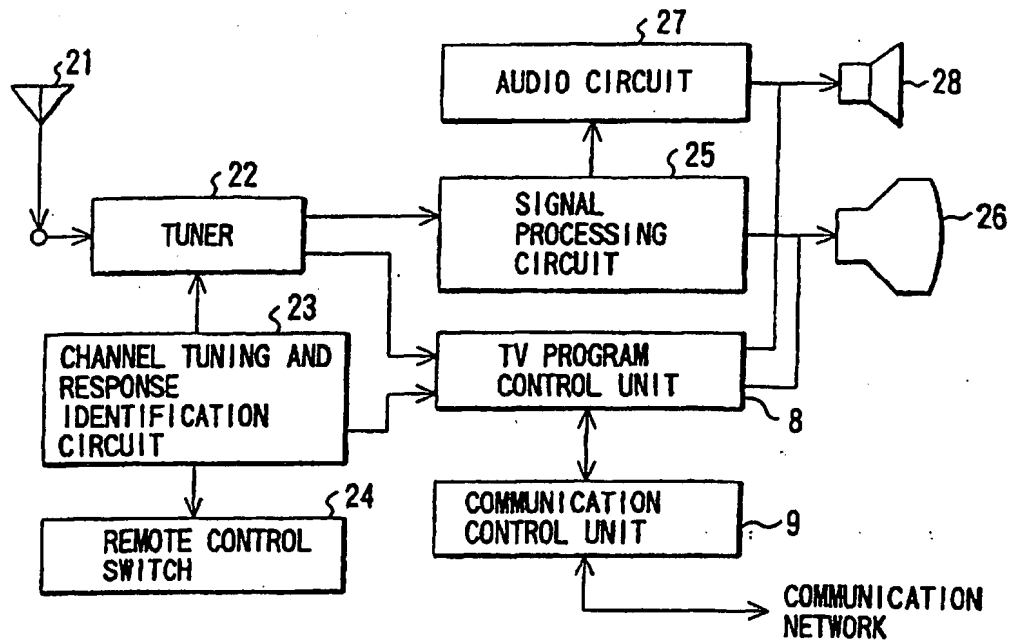 21
27
AUDIO CIRCUIT
28
22
TUNER
25
SIGNAL
PROCESSING
CIRCUIT
26
23
CHANNEL TUNING AND
RESPONSE
IDENTIFICATION
CIRCUIT
TV PROGRAM
CONTROL UNIT
8
24
REMOTE CONTROL
SWITCH
COMMUNICATION
CONTROL UNIT
9
COMMUNICATION
NETWORK